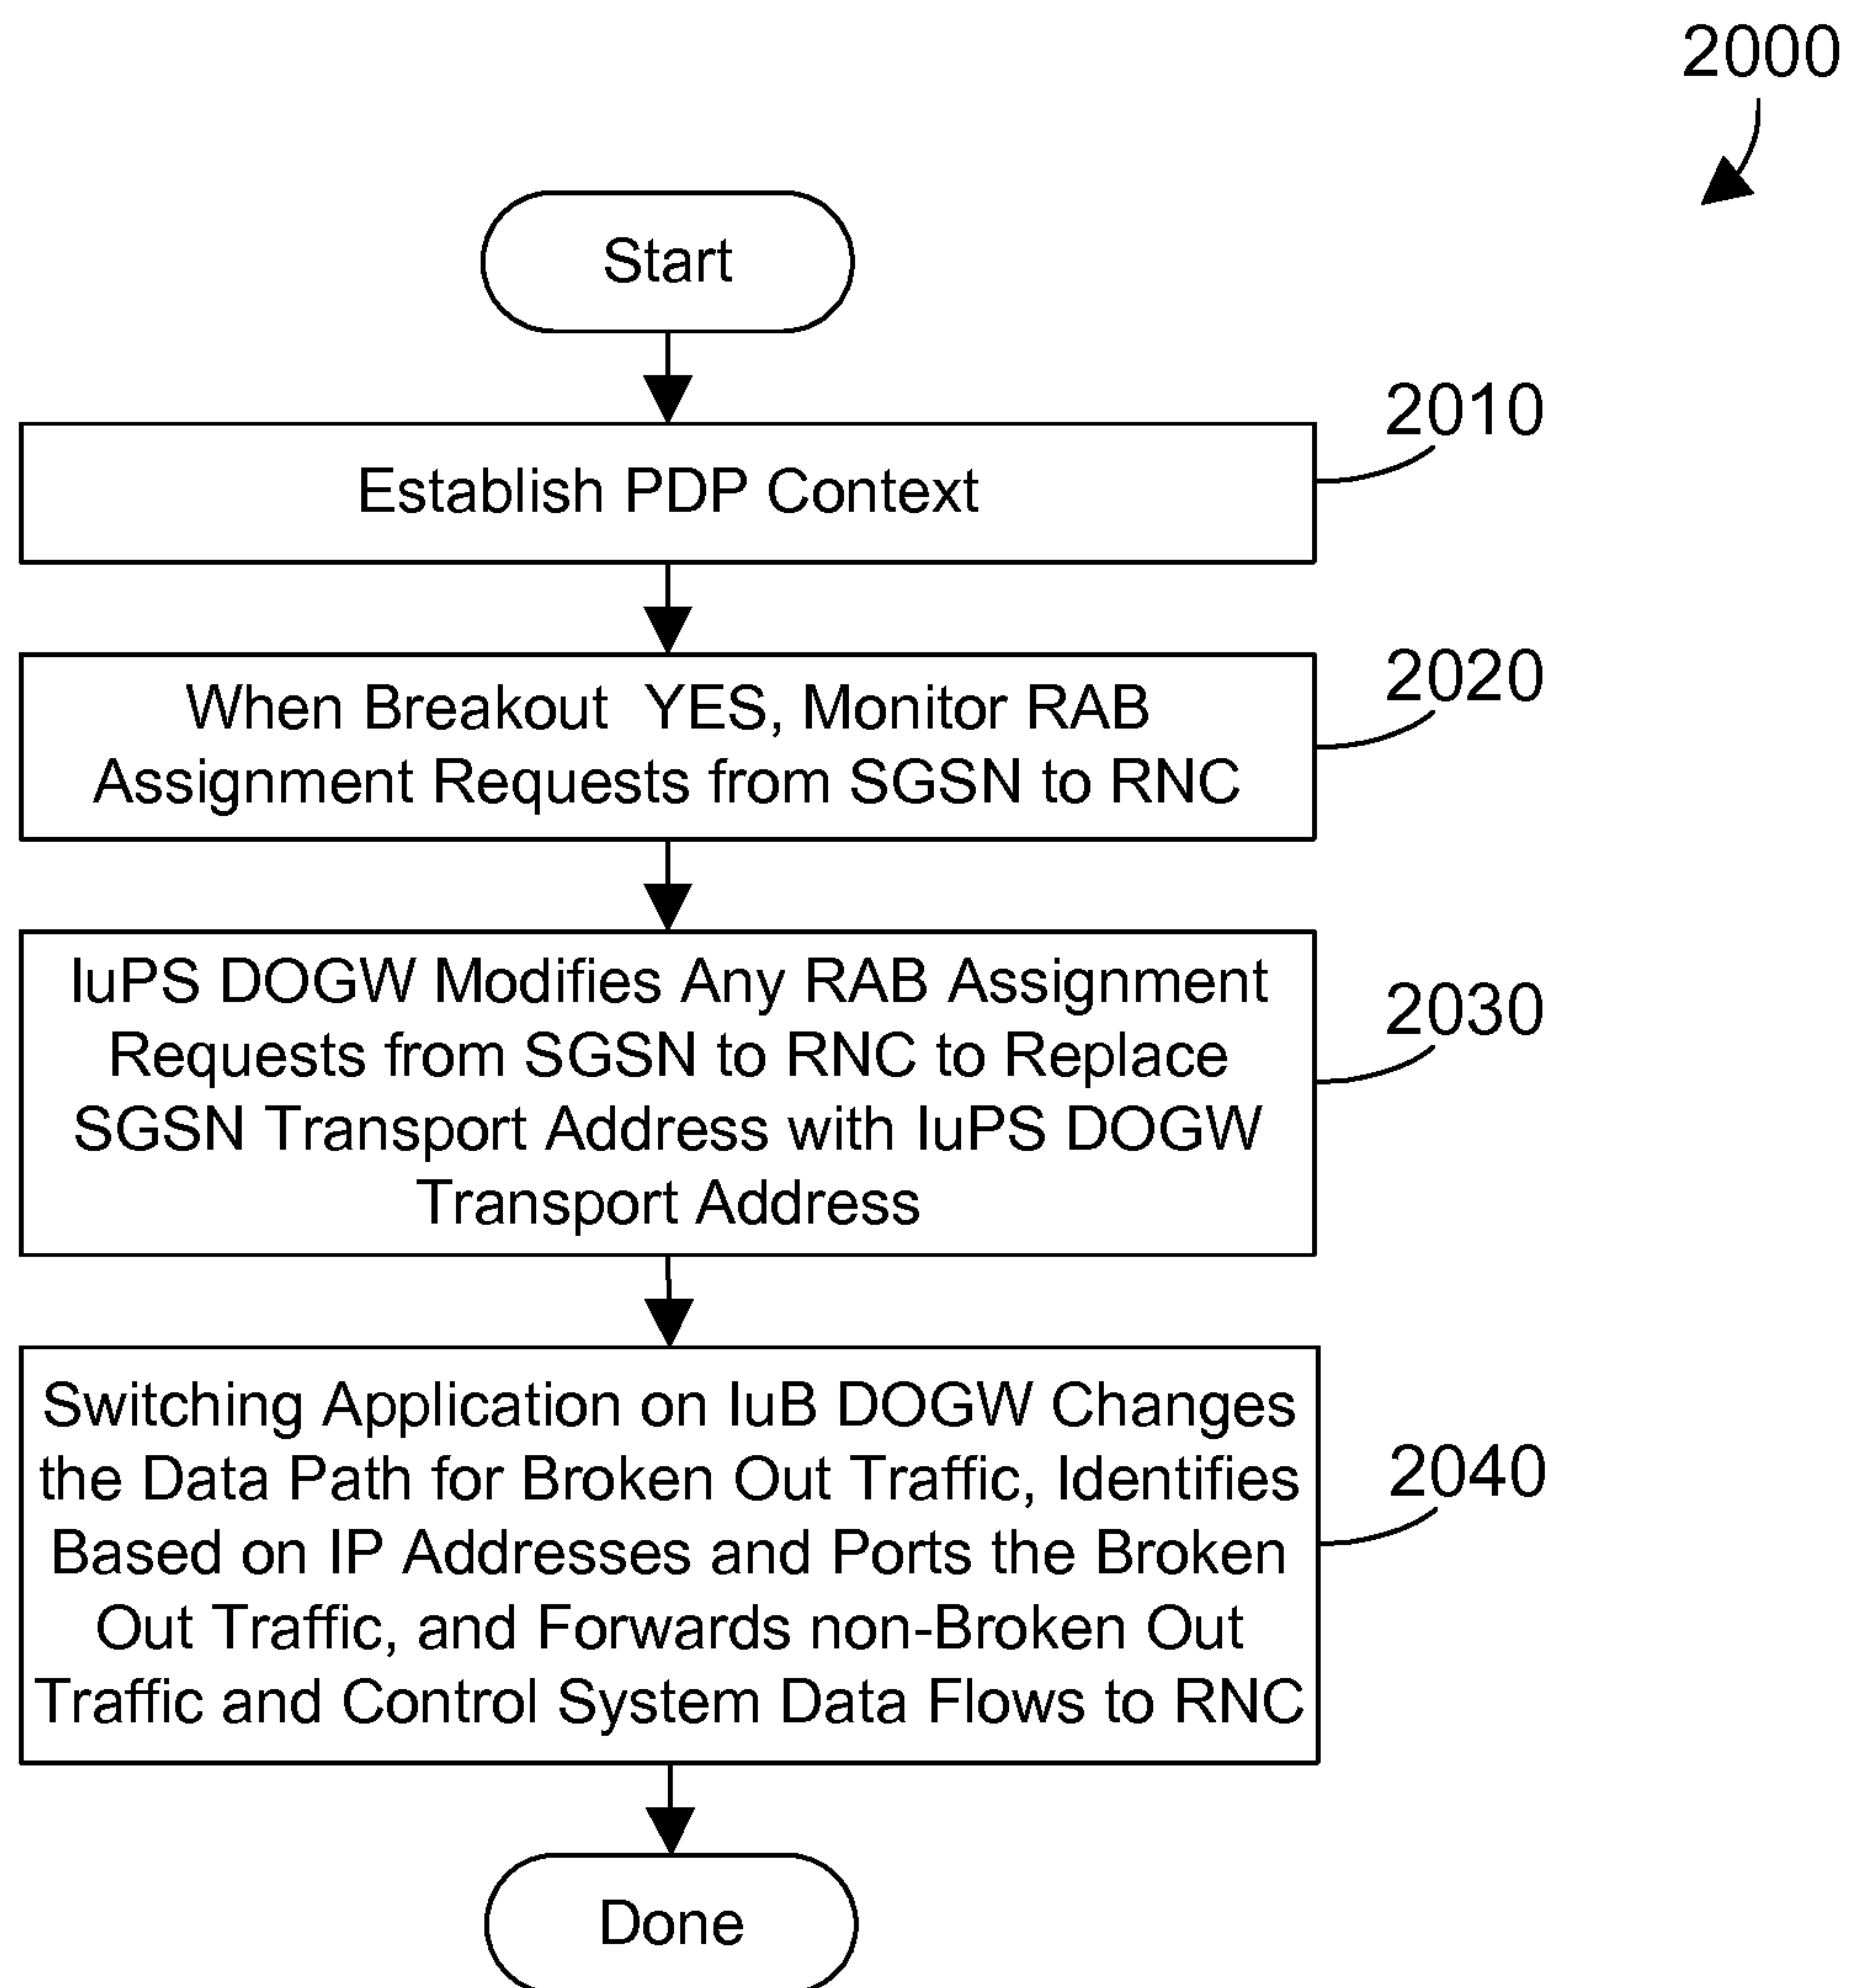 2000
Start
2010
Establish PDP Context
2020
When Breakout YES, Monitor RAB
Assignment Requests from SGSN to RNC
IuPS DOGW Modifies Any RAB Assignment
Requests from SGSN to RNC to Replace
SGSN Transport Address with IuPS DOGW
Transport Address
2030
Switching Application on IuB DOGW Changes
the Data Path for Broken Out Traffic, Identifies
Based on IP Addresses and Ports the Broken
Out Traffic, and Forwards non-Broken Out
Traffic and Control System Data Flows to RNC
2040
Done